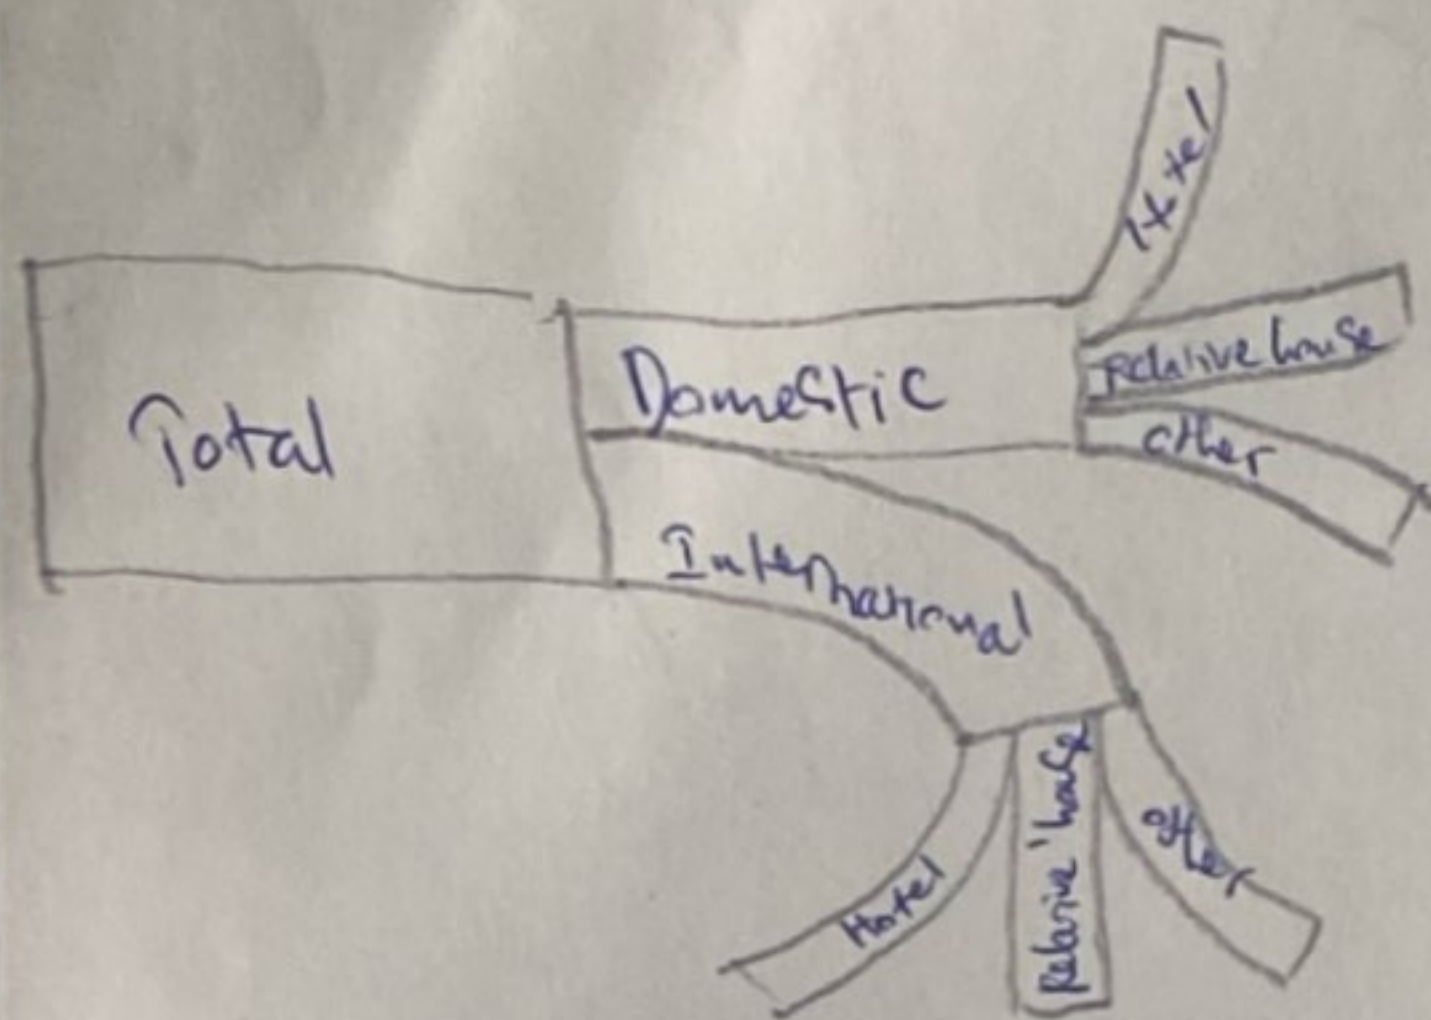 Total
Domestic
Hotel
Relative house
other
International
Hotel
Relative house
other